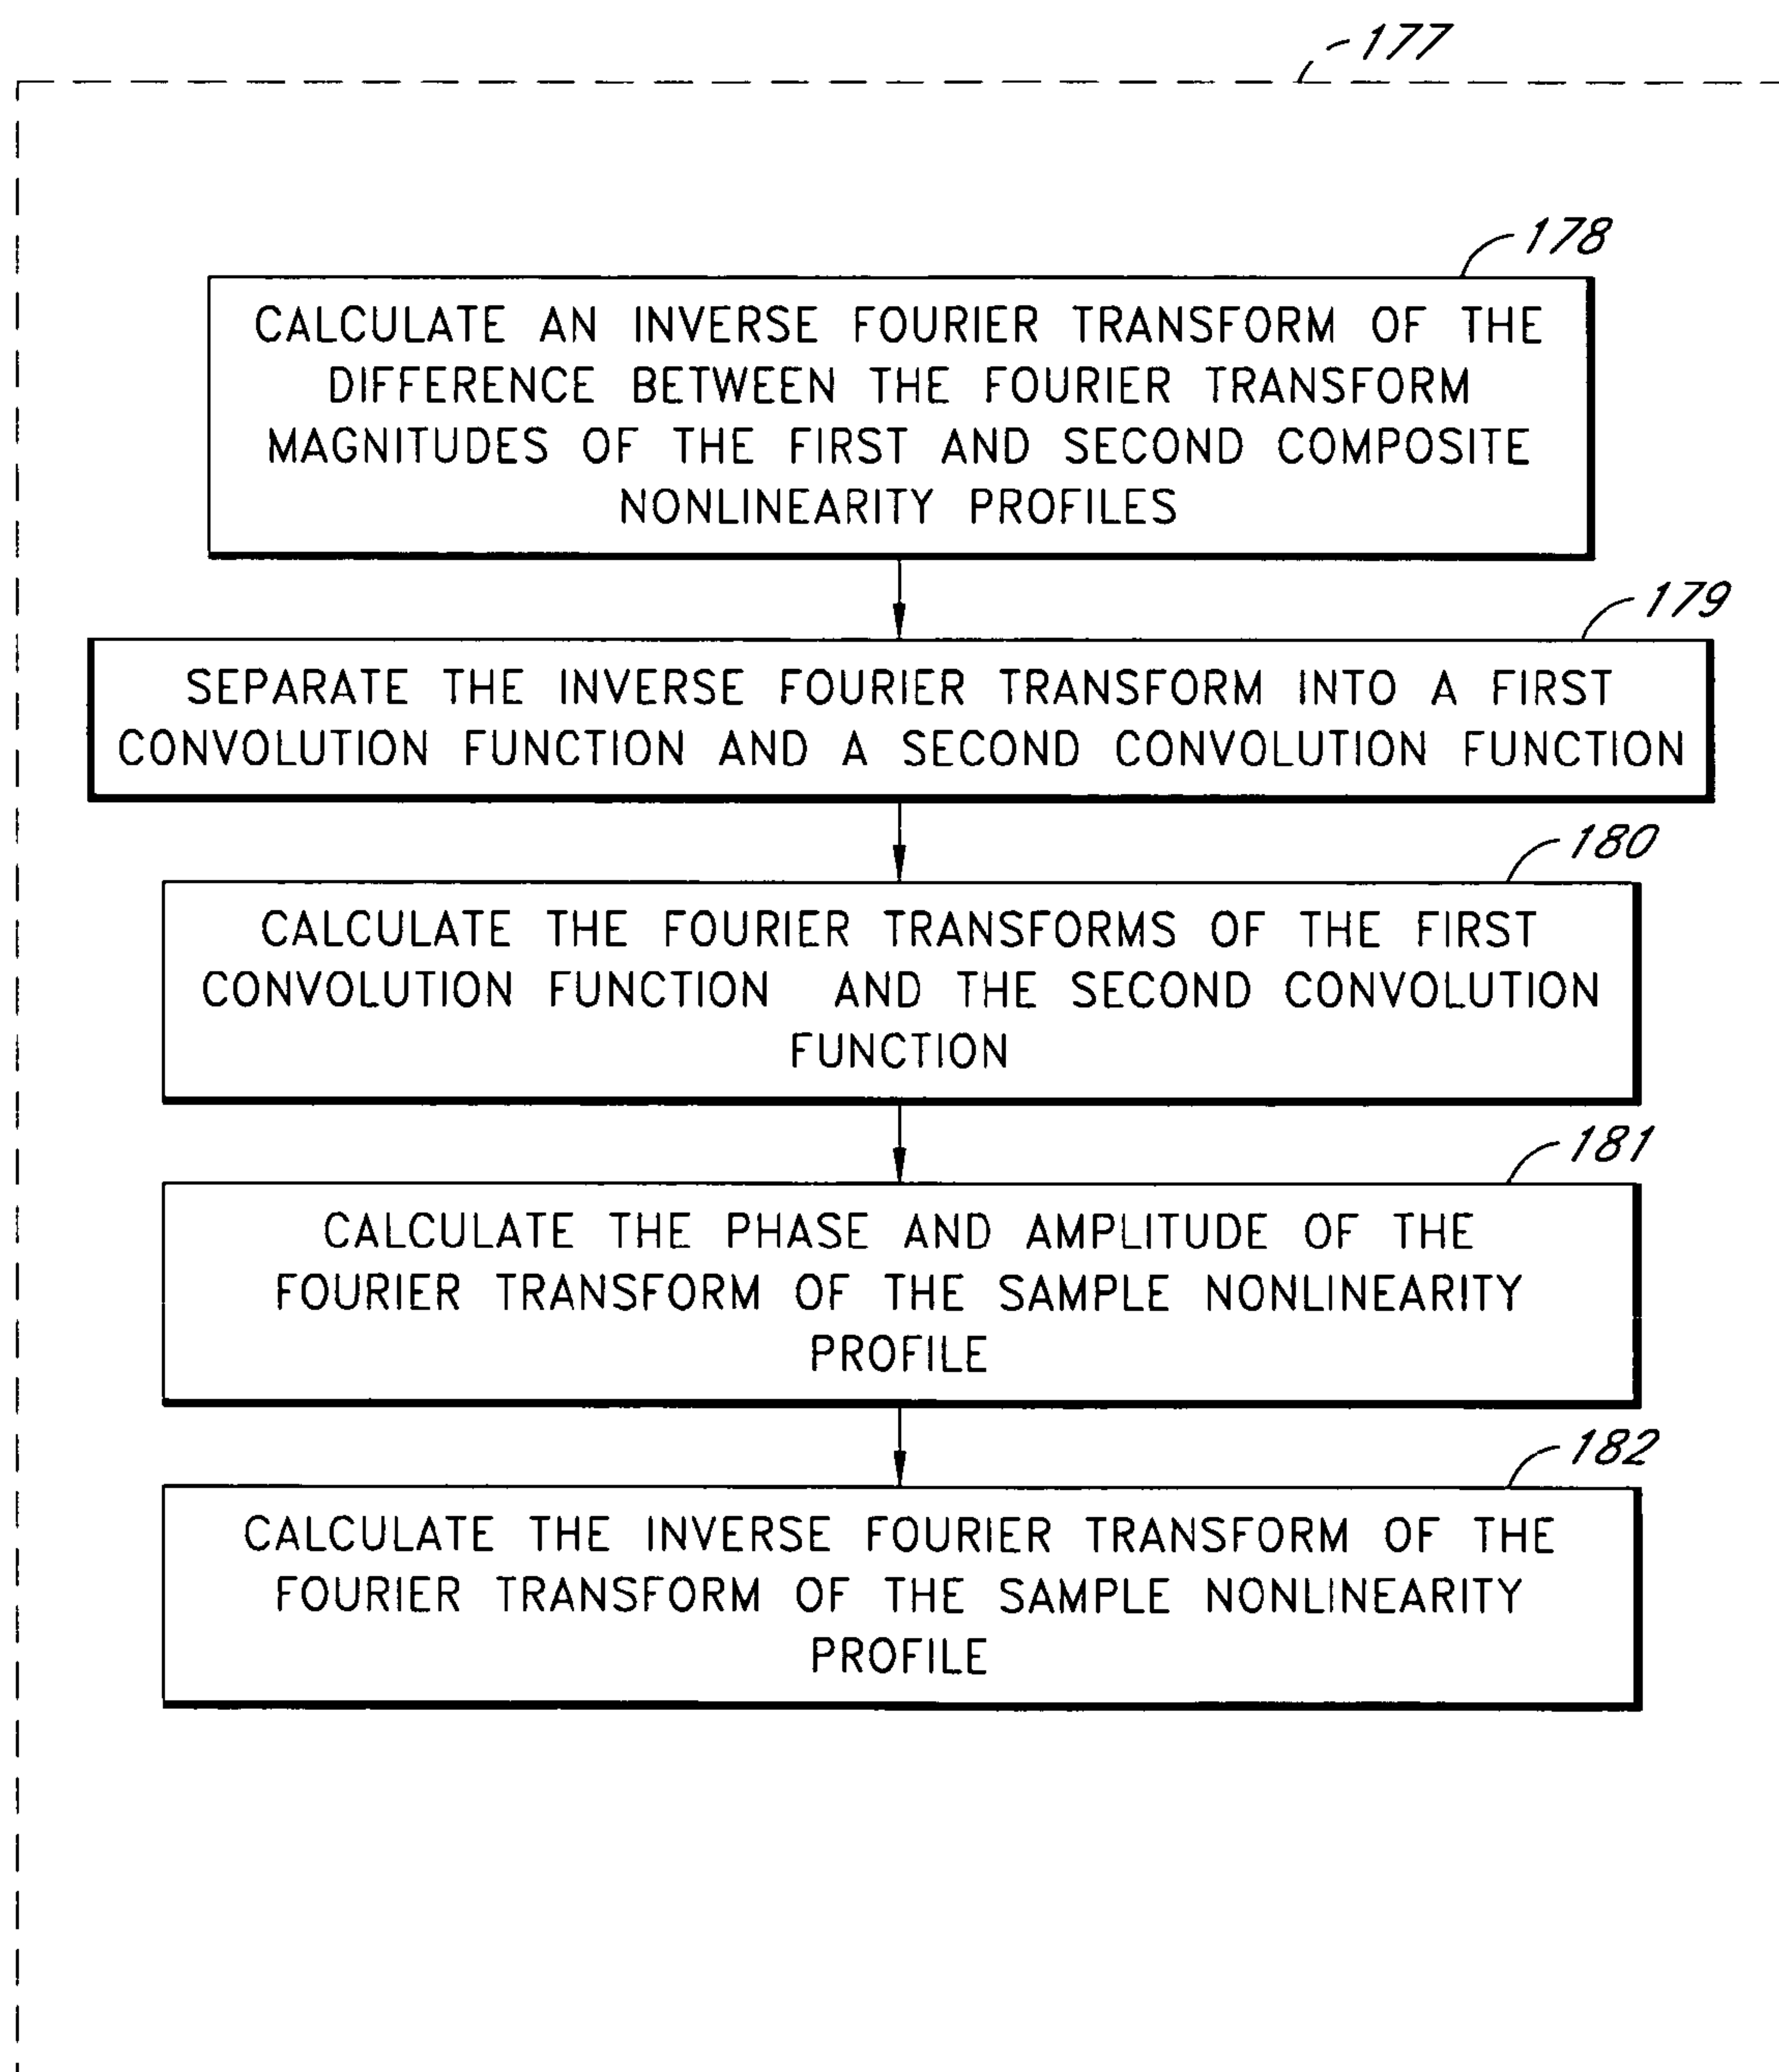 177
178
CALCULATE AN INVERSE FOURIER TRANSFORM OF THE
DIFFERENCE BETWEEN THE FOURIER TRANSFORM
MAGNITUDES OF THE FIRST AND SECOND COMPOSITE
NONLINEARITY PROFILES
179
SEPARATE THE INVERSE FOURIER TRANSFORM INTO A FIRST
CONVOLUTION FUNCTION AND A SECOND CONVOLUTION FUNCTION
180
CALCULATE THE FOURIER TRANSFORMS OF THE FIRST
CONVOLUTION FUNCTION AND THE SECOND CONVOLUTION
FUNCTION
181
CALCULATE THE PHASE AND AMPLITUDE OF THE
FOURIER TRANSFORM OF THE SAMPLE NONLINEARITY
PROFILE
182
CALCULATE THE INVERSE FOURIER TRANSFORM OF THE
FOURIER TRANSFORM OF THE SAMPLE NONLINEARITY
PROFILE